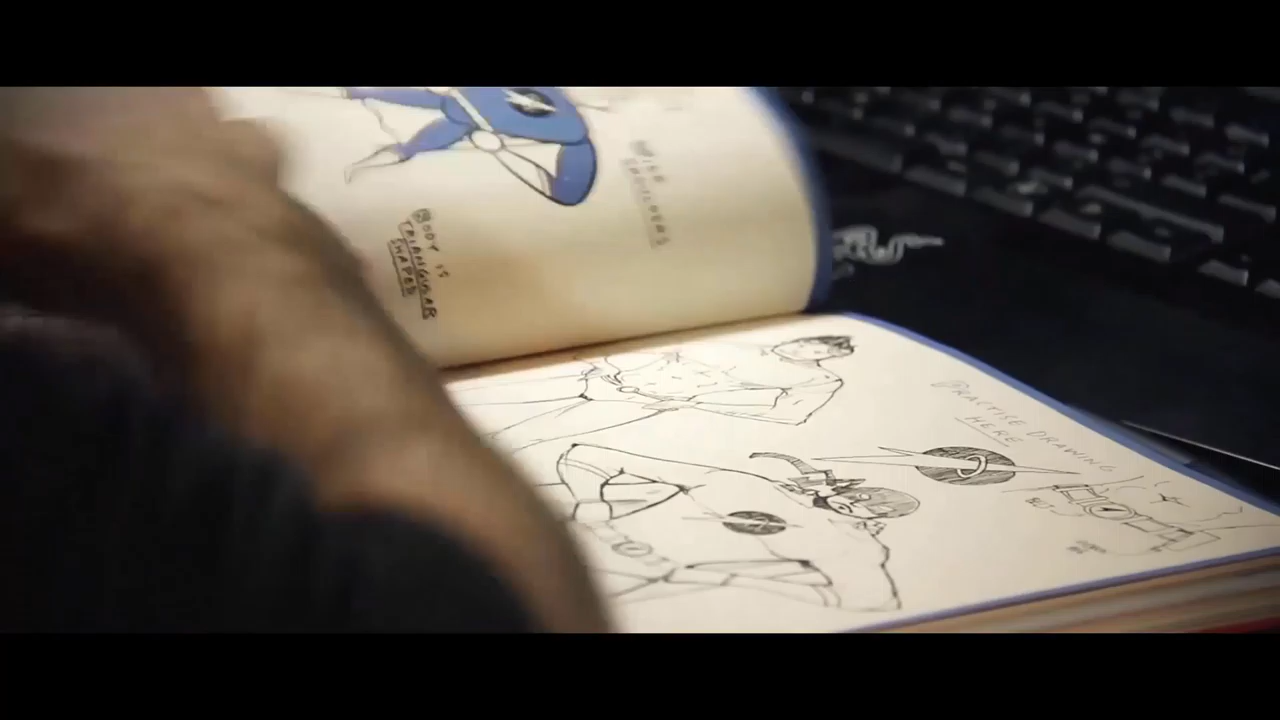 WIDE
SHOULDERS
BODY IS
TRIANGULAR
SHAPED
PRACTISE DRAWING
HERE